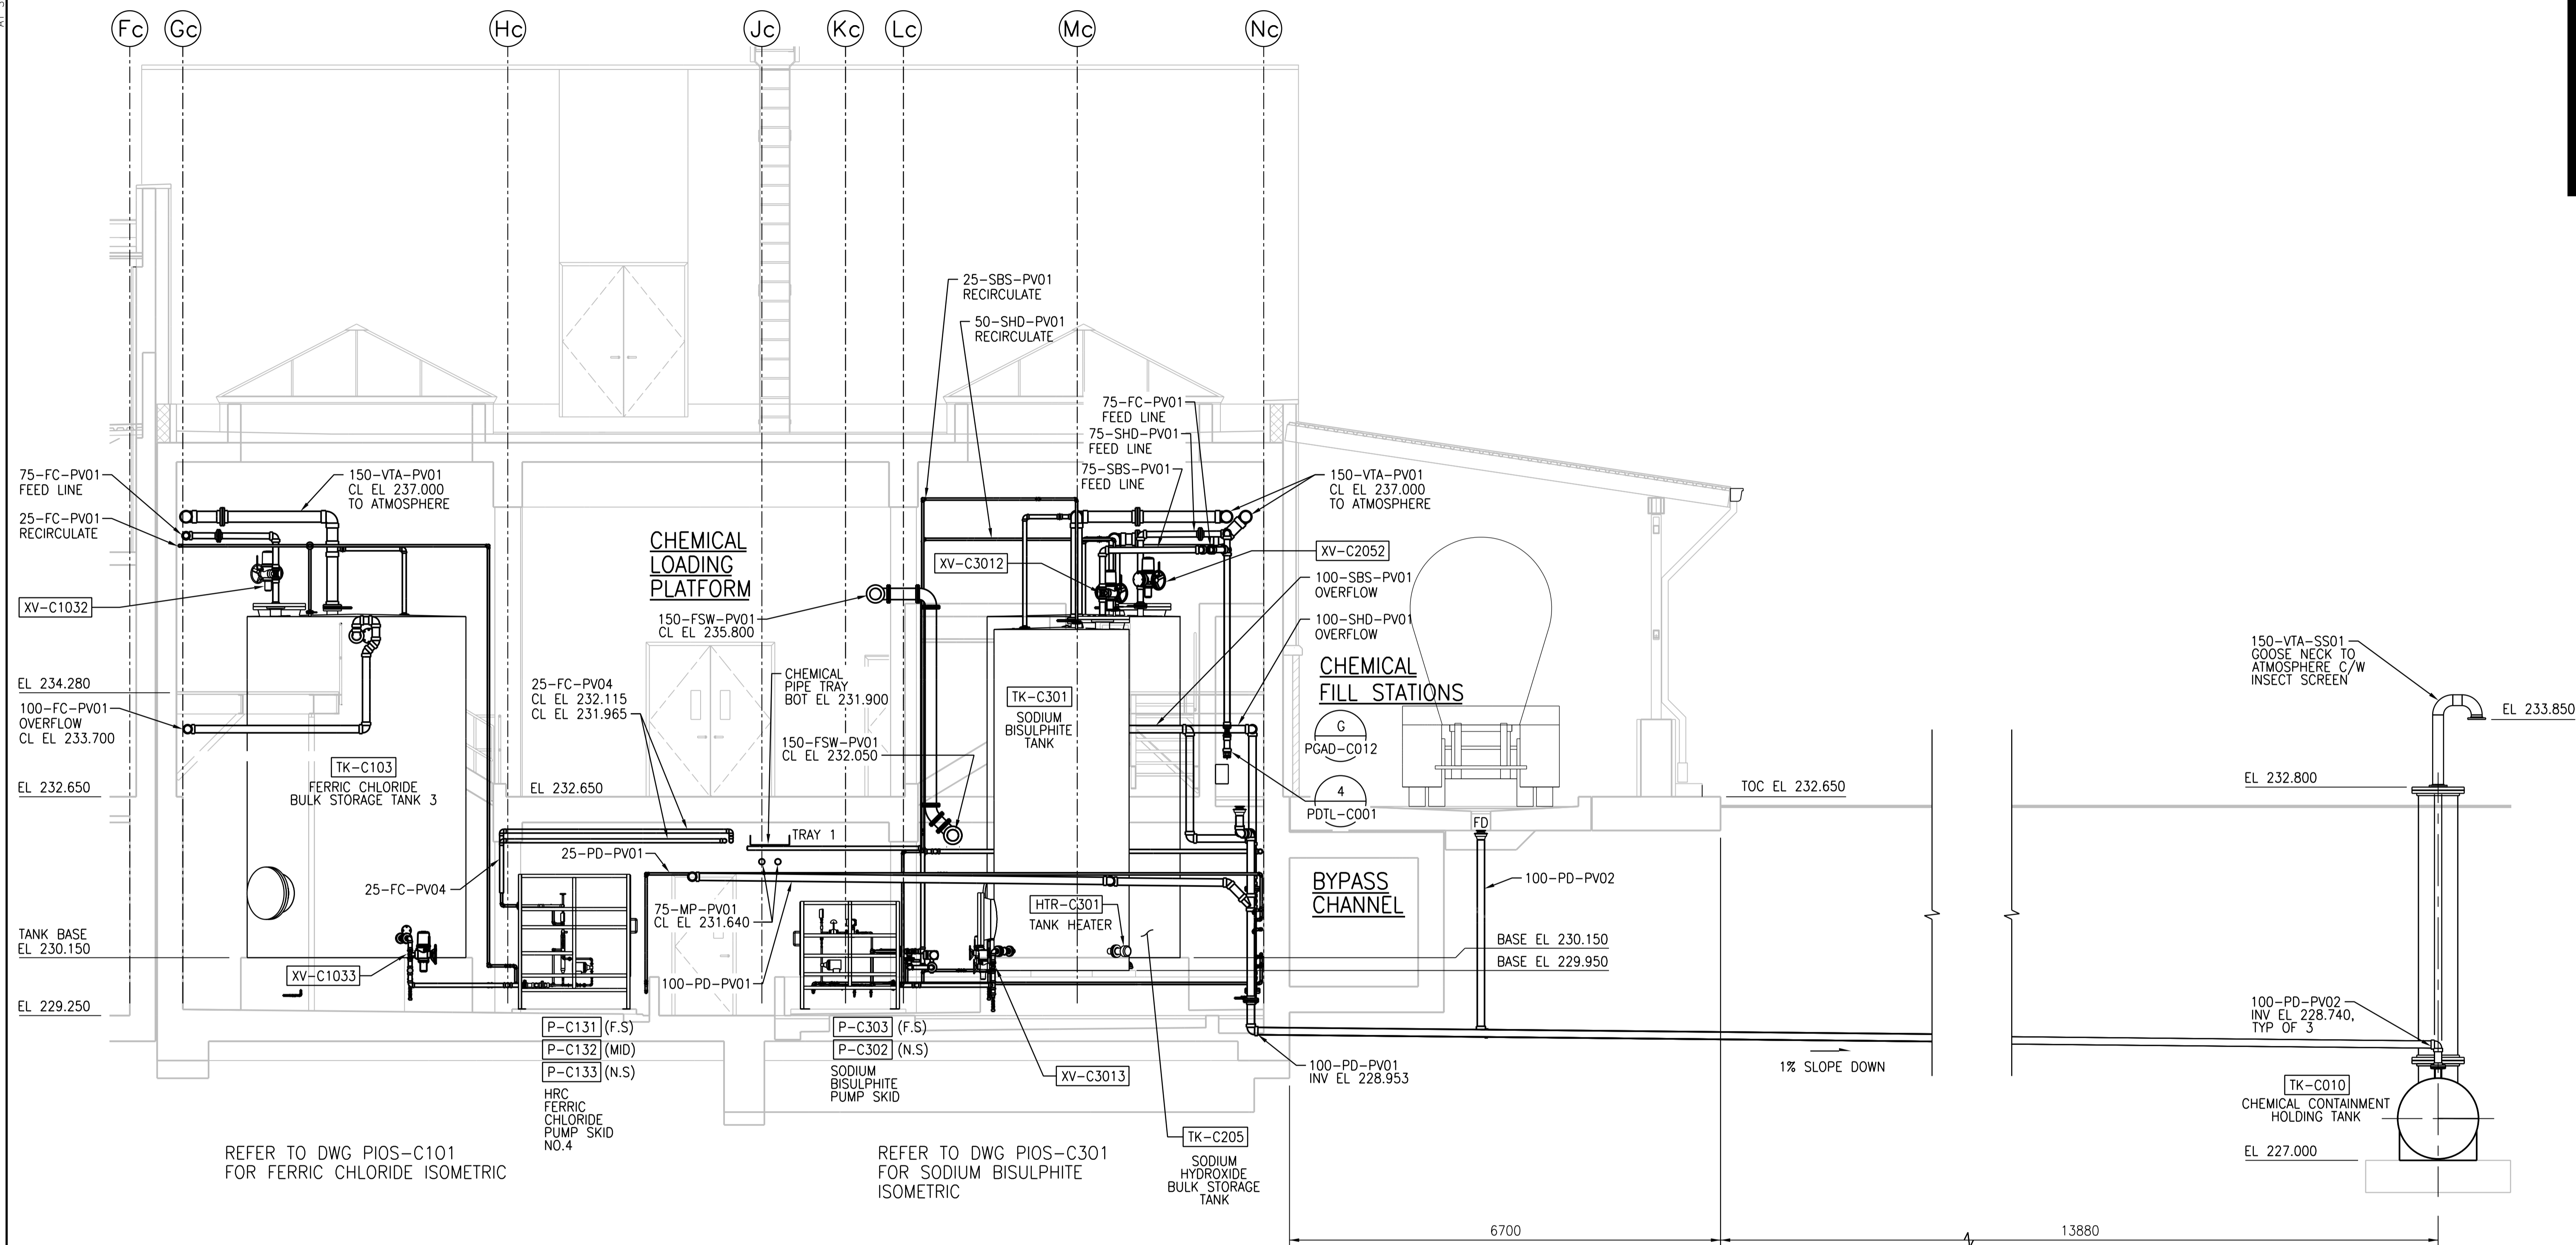 Fc
Gc
Hc
Jc
Kc
Lc
Mc
Nc
25-SBS-PV01
RECIRCULATE
50-SHD-PV01
RECIRCULATE
75-FC-PV01
FEED LINE
75-SHD-PV01
FEED LINE
75-SBS-PV01
FEED LINE
75-FC-PV01
FEED LINE
25-FC-PV01
RECIRCULATE
150-VTA-PV01
CL EL 237.000
TO ATMOSPHERE
150-VTA-PV01
CL EL 237.000
TO ATMOSPHERE
CHEMICAL
LOADING
PLATFORM
XV-C3012
XV-C2052
XV-C1032
100-SBS-PV01
OVERFLOW
150-FSW-PV01
CL EL 235.800
100-SHD-PV01
OVERFLOW
CHEMICAL
FILL STATIONS
150-VTA-SS01
GOOSE NECK TO
ATMOSPHERE C/W
INSECT SCREEN
EL 233.850
EL 234.280
100-FC-PV01
OVERFLOW
CL EL 233.700
25-FC-PV04
CL EL 232.115
CL EL 231.965
CHEMICAL
PIPE TRAY
BOT EL 231.900
TK-C301
SODIUM
BISULPHITE
TANK
G
PGAD-C012
150-FSW-PV01
CL EL 232.050
TK-C103
FERRIC CHLORIDE
BULK STORAGE TANK 3
EL 232.650
EL 232.650
4
PDTL-C001
TOC EL 232.650
EL 232.800
TRAY 1
FD
25-PD-PV01
25-FC-PV04
100-PD-PV02
BYPASS
CHANNEL
75-MP-PV01
CL EL 231.640
HTR-C301
TANK HEATER
TANK BASE
EL 230.150
BASE EL 230.150
BASE EL 229.950
XV-C1033
100-PD-PV01
EL 229.250
100-PD-PV02
INV EL 228.740,
TYP OF 3
P-C131 (F.S)
P-C132 (MID)
P-C133 (N.S)
HRC
FERRIC
CHLORIDE
PUMP SKID
NO.4
P-C303 (F.S)
P-C302 (N.S)
SODIUM
BISULPHITE
PUMP SKID
XV-C3013
100-PD-PV01
INV EL 228.953
1% SLOPE DOWN
TK-C010
CHEMICAL CONTAINMENT
HOLDING TANK
TK-C205
SODIUM
HYDROXIDE
BULK STORAGE
TANK
EL 227.000
REFER TO DWG PIOS-C101
FOR FERRIC CHLORIDE ISOMETRIC
REFER TO DWG PIOS-C301
FOR SODIUM BISULPHITE
ISOMETRIC
6700
13880